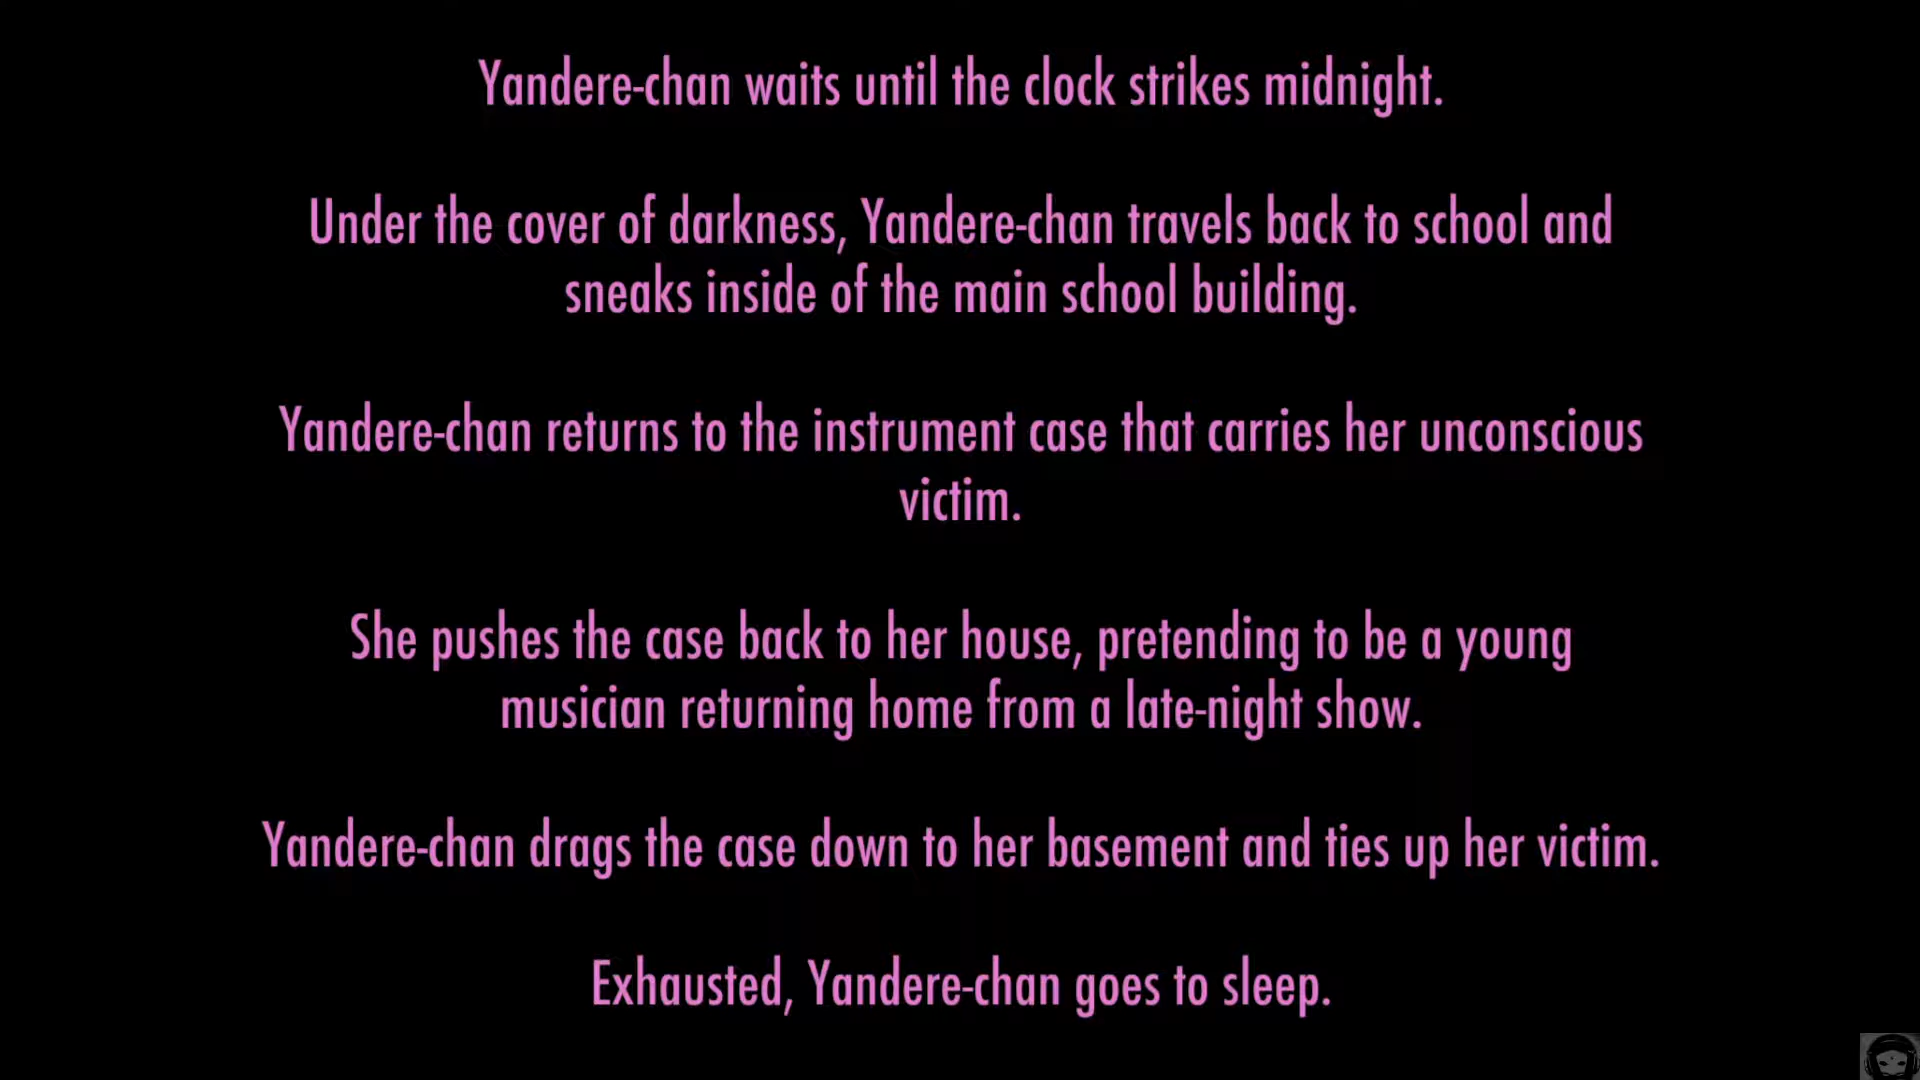 Yandere-chan waits until the clock strikes midnight.
Under the cover of darkness, Yandere-chan travels back to school and
sneaks inside of the main school building.
Yandere-chan returns to the instrument case that carries her unconscious
victim.
She pushes the case back to her house, pretending to be a young
musician returning home from a late-night show.
Yandere-chan drags the case down to her basement and ties up her victim.
Exhausted, Yandere-chan goes to sleep.